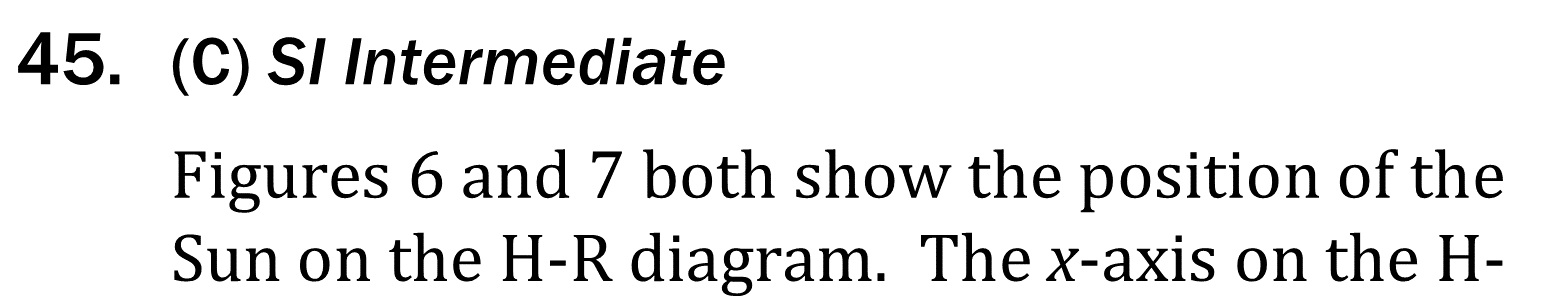 45. (C) SI Intermediate
Figures 6 and 7 both show the position of the
Sun on the H-R diagram. The x-axis on the H-